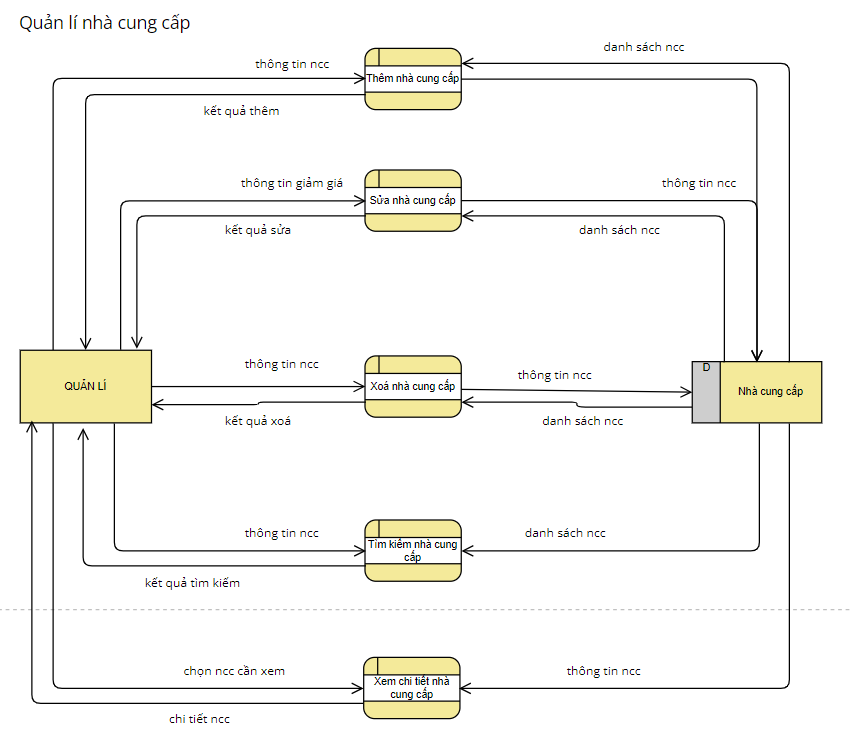 Quản lí nhà cung cấp
danh sách ncc
thông tin ncc
Thêm nhà cung cấp
kết quả thêm
thông tin giảm giá
thông tin ncc
Sửa nhà cung cấp
kết quả sửa
danh sách ncc
thông tin ncc
D
thông tin ncc
QUẢN LÍ
Xoá nhà cung cấp
Nhà cung cấp
kết quả xoá
danh sách ncc
thông tin ncc
danh sách ncc
Tìm kiếm nhà cung
cấp
kết quả tìm kiếm
chọn ncc cần xem
thông tin ncc
Xem chi tiết nhà
cung cấp
chi tiết ncc